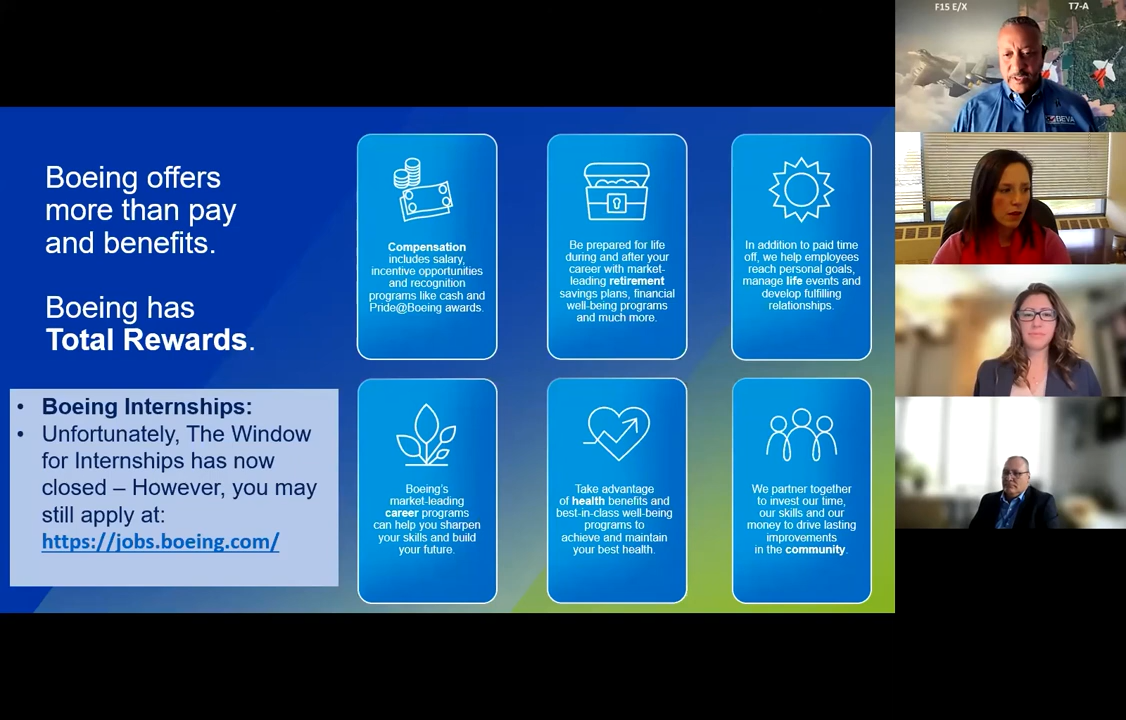 Boeing offers
more than pay
and benefits.
Boeing has
Total Rewards.
• Boeing Internships:
• Unfortunately, The Window
for Internships has now
closed – However, you may
still apply at:
https://jobs.boeing.com/
Compensation
includes salary,
incentive opportunities
and recognition
programs like cash and
Pride@Boeing awards.
Be prepared for life
during and after your
career with market-
leading retirement
savings plans, financial
well-being programs
and much more.
In addition to paid time
off, we help employees
reach personal goals,
manage life events and
develop fulfilling
relationships.
Boeing's
market-leading
career programs
can help you sharpen
your skills and build
your future.
Take advantage
of health benefits and
best-in-class well-being
programs to
achieve and maintain
your best health.
We partner together
to invest our time,
our skills and our
money to drive lasting
improvements
in the community.
F15 E/X
T7-A
BEVA